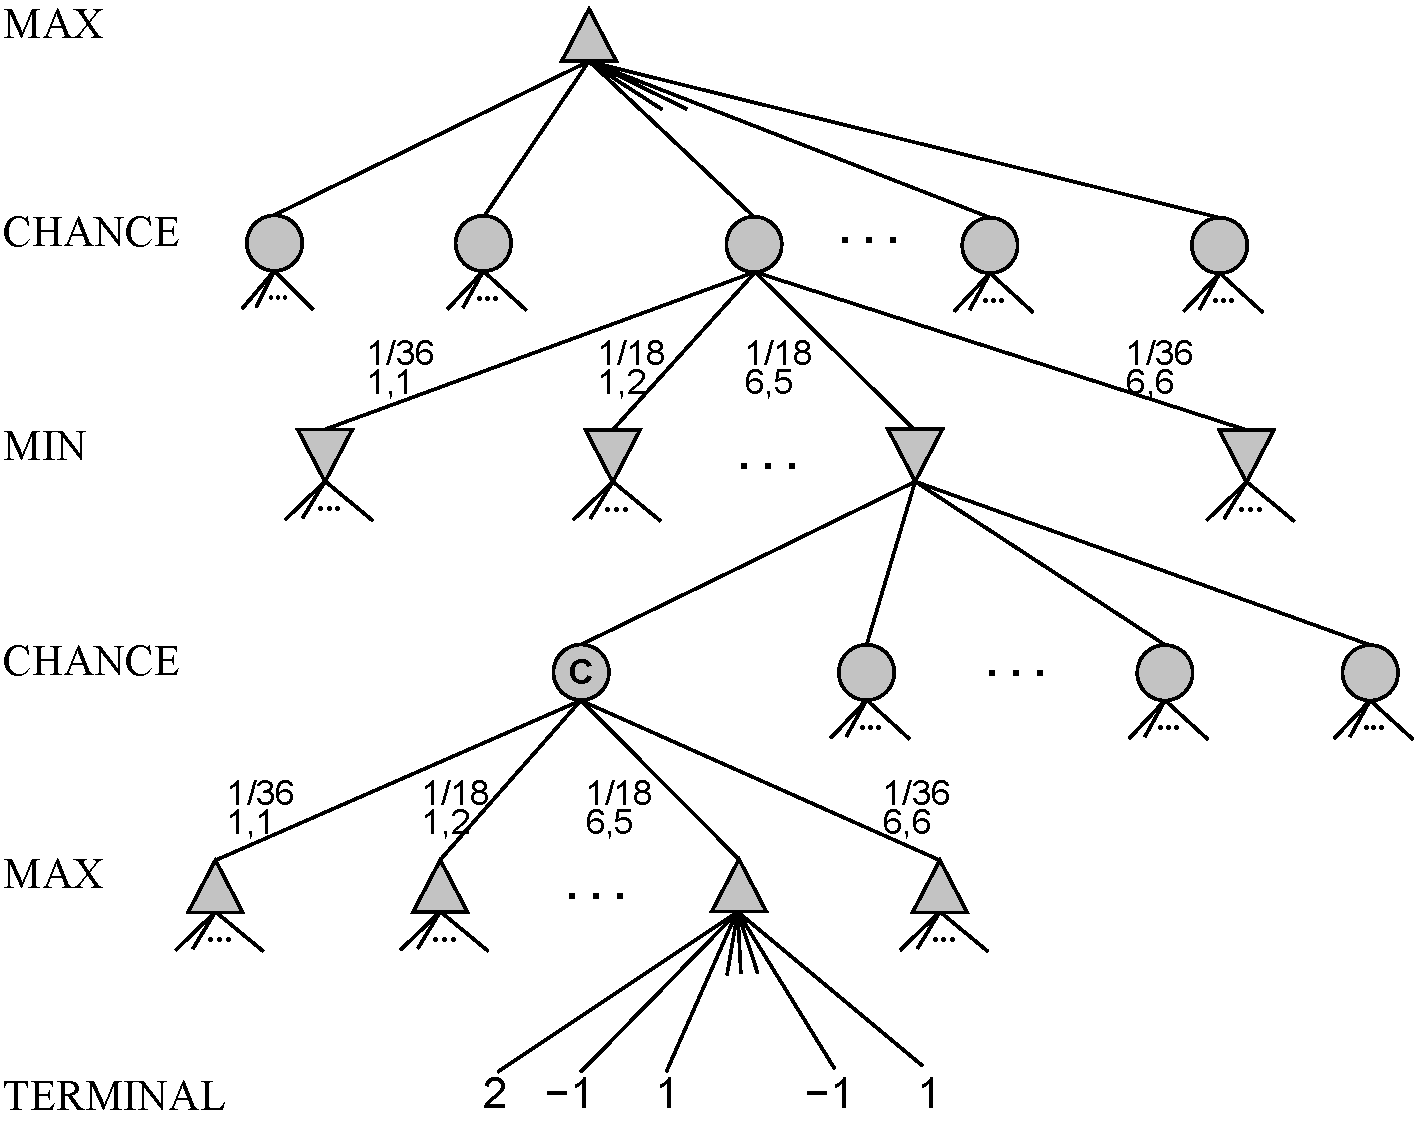 MAX
CHANCE
... ... ... ... ...
. . .
1/36 1/18 1/18 1/36
1,1 1,2 6,5 6,6
MIN
. . .
... ... ...
CHANCE
C
. . .
... ... ...
1/36 1/18 1/18 1/36
1,1 1,2 6,5 6,6
MAX
. . .
... ... ...
TERMINAL
2 −1 1 −1 1